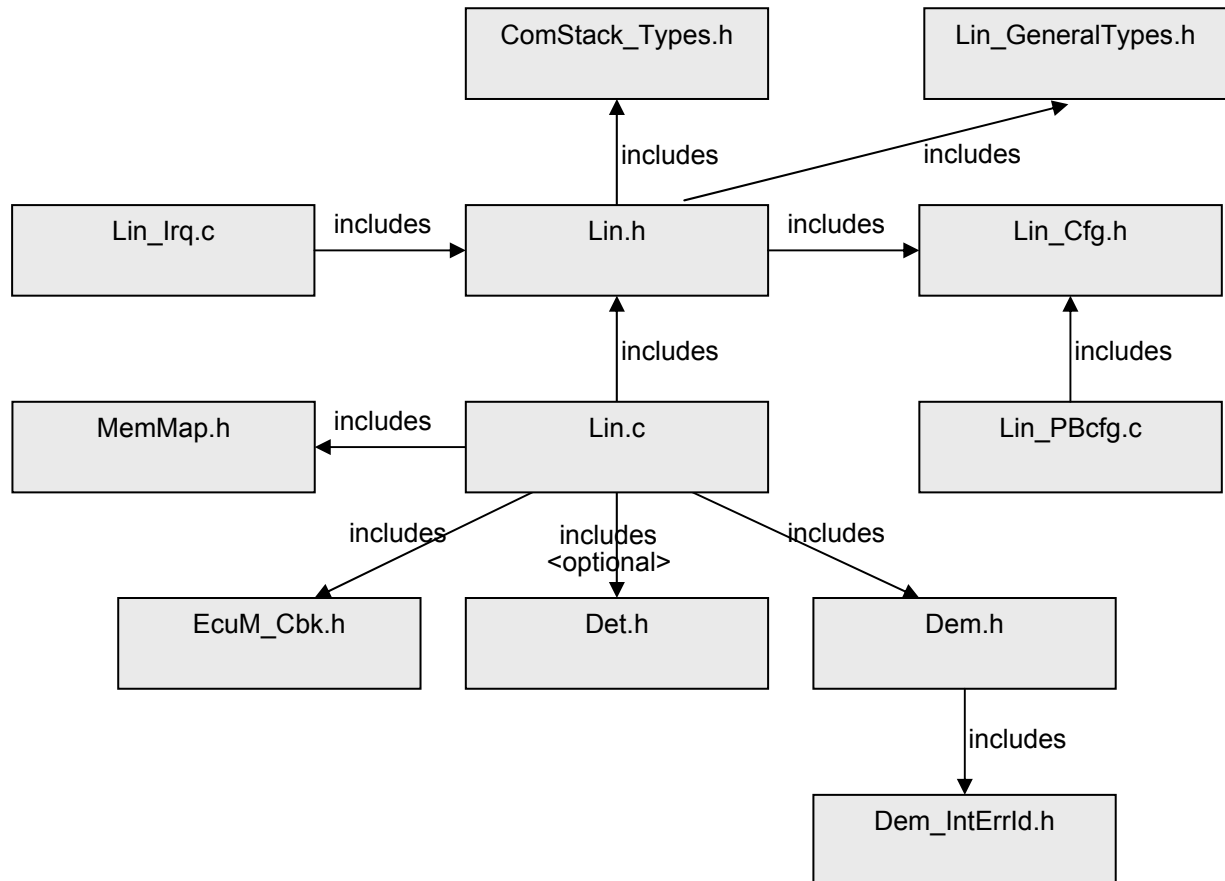 ComStack_Types.h
Lin_GeneralTypes.h
includes
includes
Lin_Irq.c
includes
Lin.h
includes
Lin_Cfg.h
includes
includes
MemMap.h
includes
Lin.c
Lin_PBcfg.c
includes
includes
<optional>
includes
EcuM_Cbk.h
Det.h
Dem.h
includes
Dem_IntErrId.h